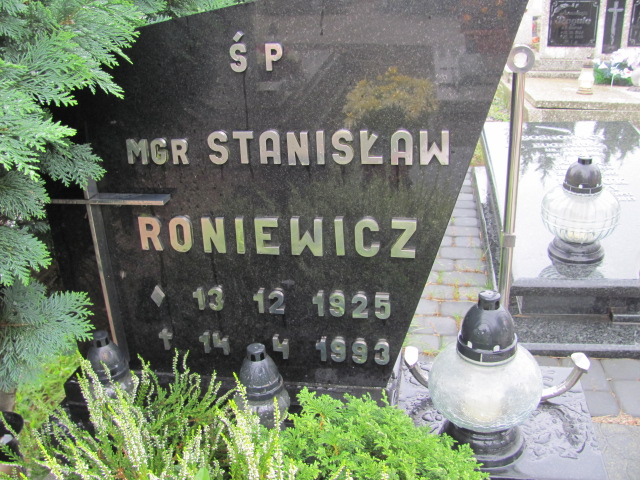 ŚP
MGR STANISŁAW
RONIEWICZ
13 12 1925
14 4 1993